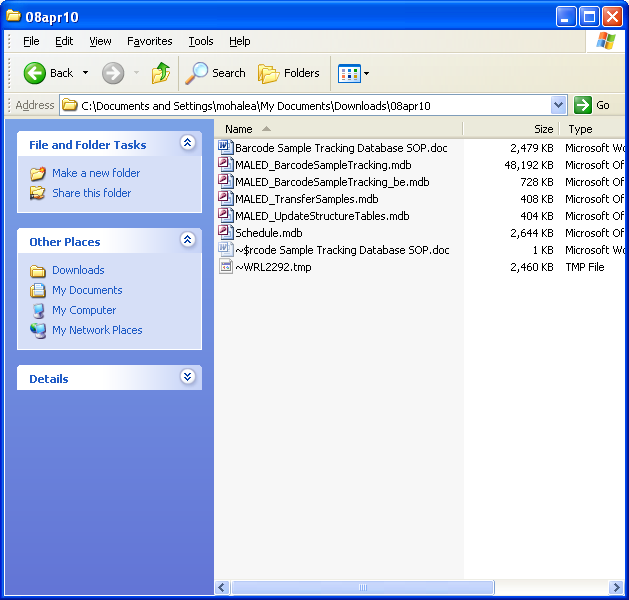 08apr10
File Edit View Favorites Tools Help
Back Search Folders
Address C:\Documents and Settings\mohalea\My Documents\Downloads\08apr10 Go
File and Folder Tasks
Make a new folder
Share this folder
Other Places
Downloads
My Documents
My Computer
My Network Places
Details
Name Size Type
Barcode Sample Tracking Database SOP.doc 2,479 KB Microsoft Wo
MALED_BarcodeSampleTracking.mdb 48,192 KB Microsoft Of
MALED_BarcodeSampleTracking_be.mdb 728 KB Microsoft Of
MALED_TransferSamples.mdb 408 KB Microsoft Of
MALED_UpdateStructureTables.mdb 404 KB Microsoft Of
Schedule.mdb 2,644 KB Microsoft Of
~$rcode Sample Tracking Database SOP.doc 1 KB Microsoft Wo
~WRL2292.tmp 2,460 KB TMP File